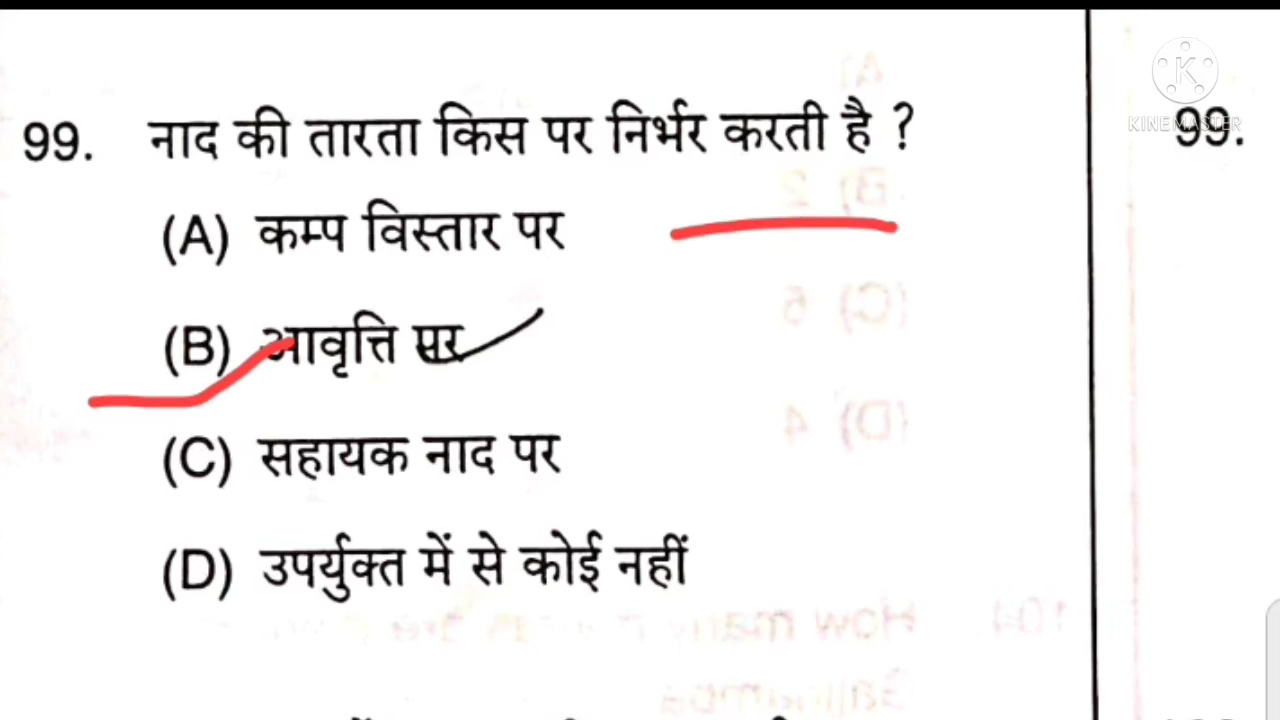 99. नाद की तारता किस पर निर्भर करती है ?
(A) कम्प विस्तार पर
(B) आवृत्ति पर
(C) सहायक नाद पर
(D) उपर्युक्त में से कोई नहीं
99.
K
KINEMASTER